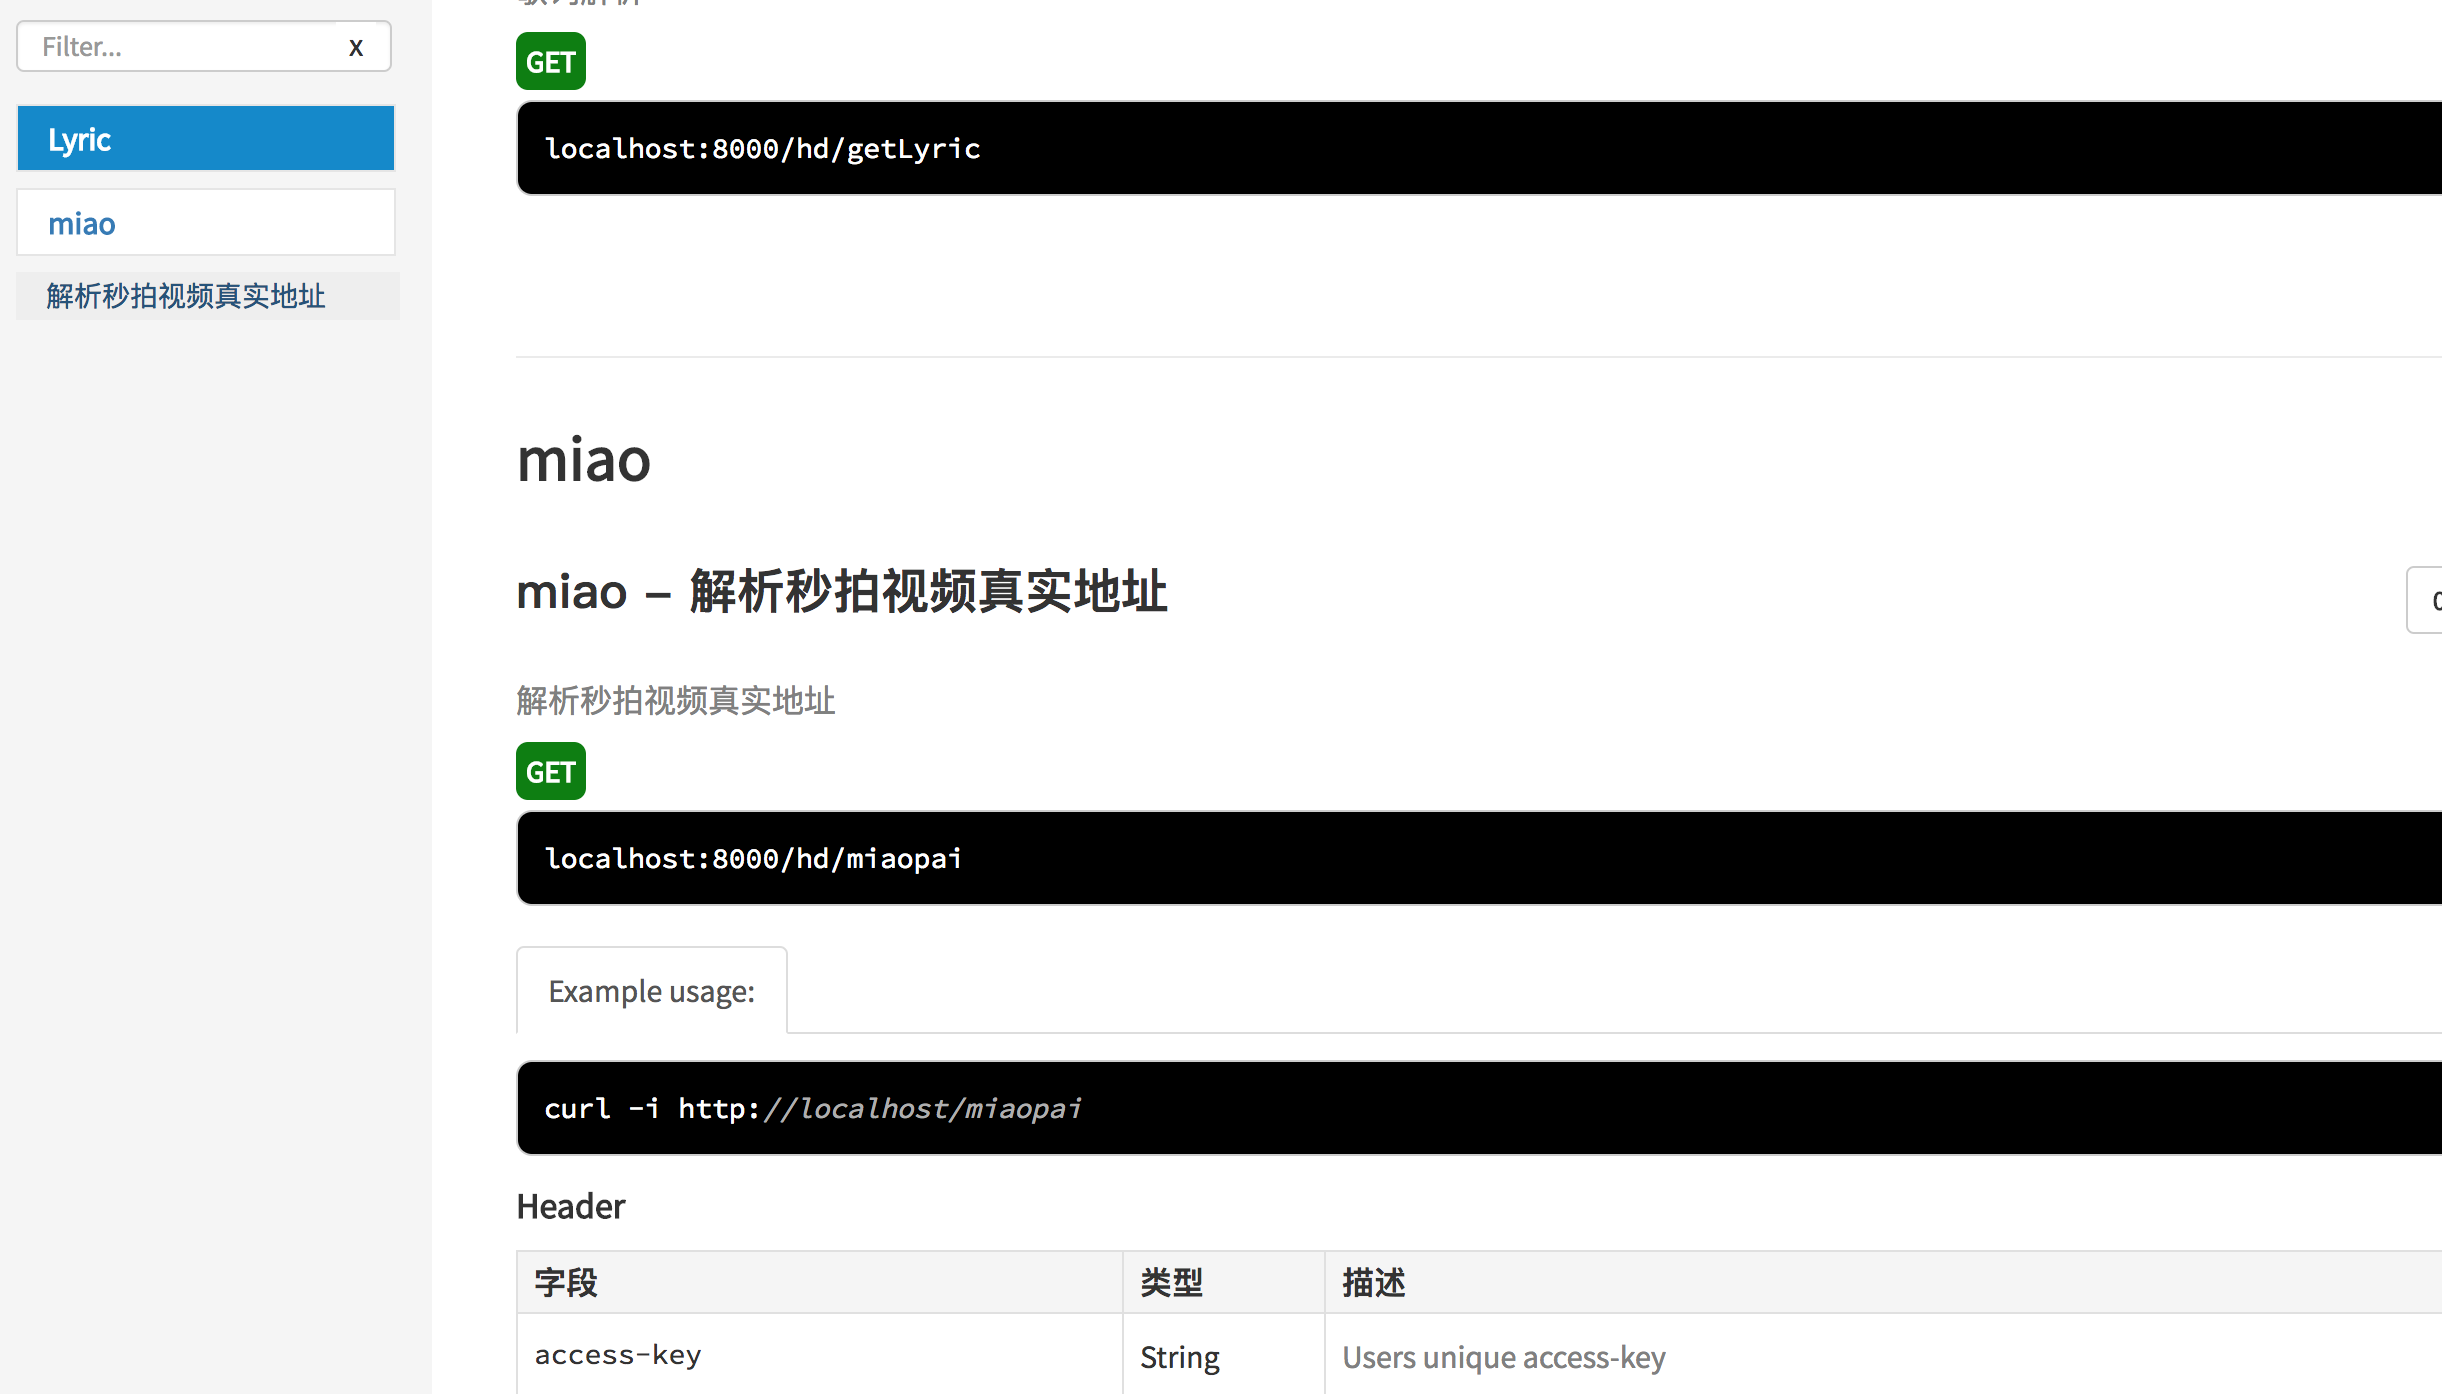 Filter...
x
Lyric
miao
解析秒拍视频真实地址
GET
localhost:8000/hd/getLyric
miao
miao – 解析秒拍视频真实地址
解析秒拍视频真实地址
GET
localhost:8000/hd/miaopai
Example usage:
curl -i http://localhost/miaopai
Header
字段 类型 描述
access-key String Users unique access-key